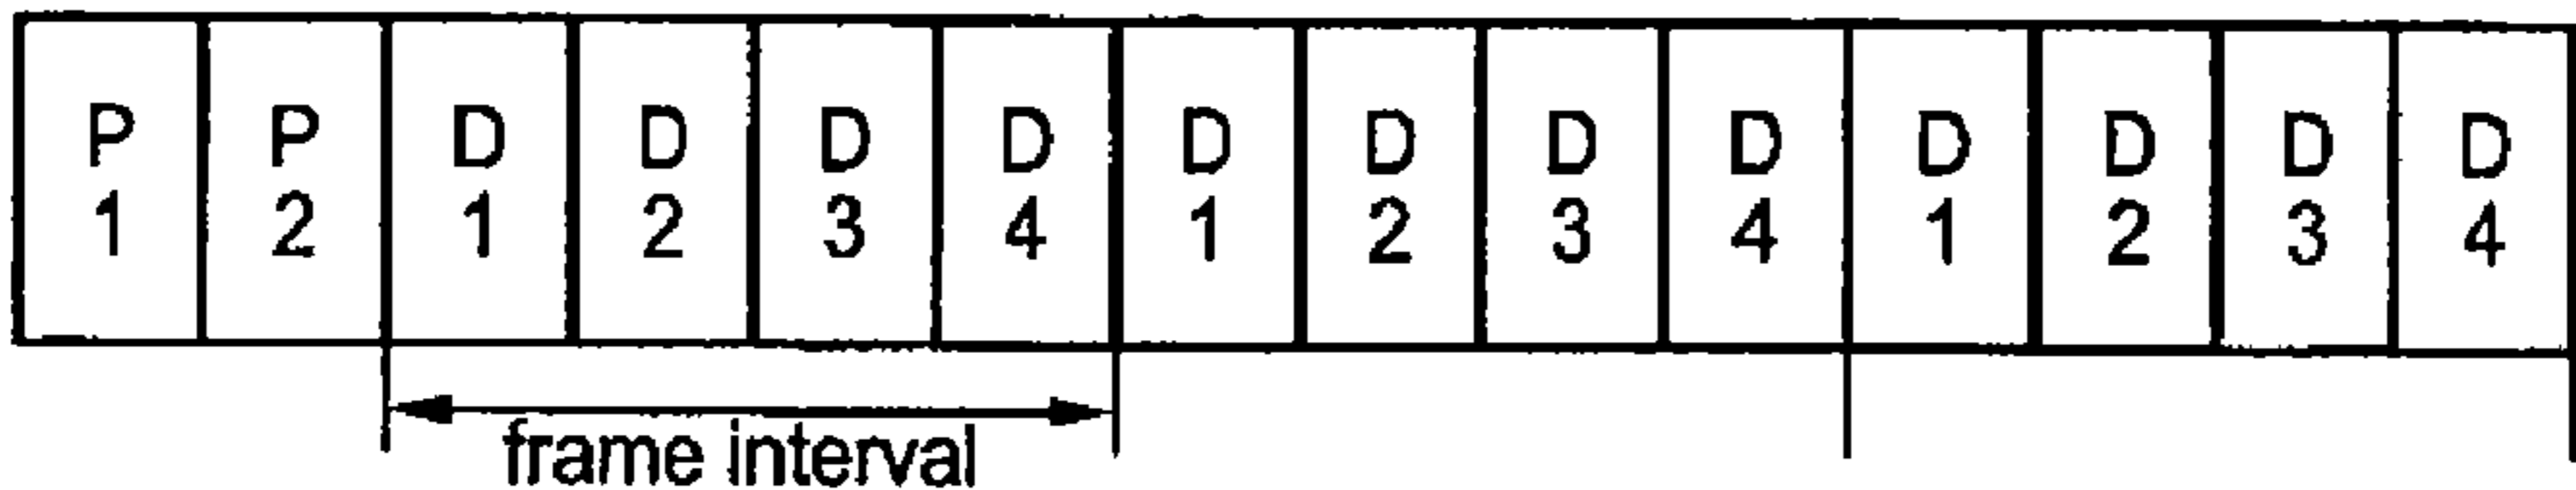 P P D D D D D D D D D D D D
1 2 1 2 3 4 1 2 3 4 1 2 3 4
frame interval